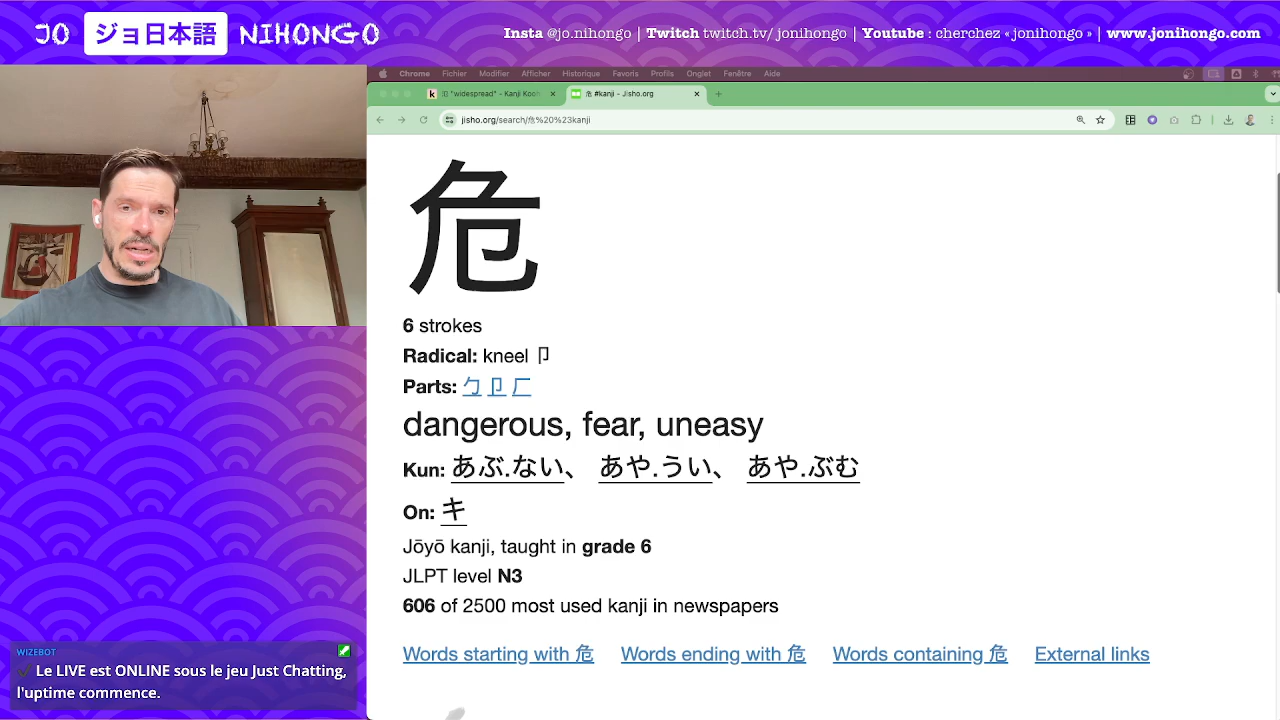 JO ジョ日本語 NIHONGO
Insta @jo.nihongo | Twitch twitch.tv/ jonihongo | Youtube : cherchez « jonihongo » | www.jonihongo.com
Chrome Fichier Modifier Afficher Historique Favoris Profils Onglet Fenêtre Aide
"widespread" - Kanji Koohi
危 #kanji - Jisho.org
jisho.org/search/危%20%23kanji
危
6 strokes
Radical: kneel 卩
Parts: ⺈ 卩 厂
dangerous, fear, uneasy
Kun: あぶ.ない、 あや.うい、 あや.ぶむ
On: キ
Jōyō kanji, taught in grade 6
JLPT level N3
606 of 2500 most used kanji in newspapers
Words starting with 危 Words ending with 危 Words containing 危 External links
WIZEBOT
✔ Le LIVE est ONLINE sous le jeu Just Chatting,
l'uptime commence.